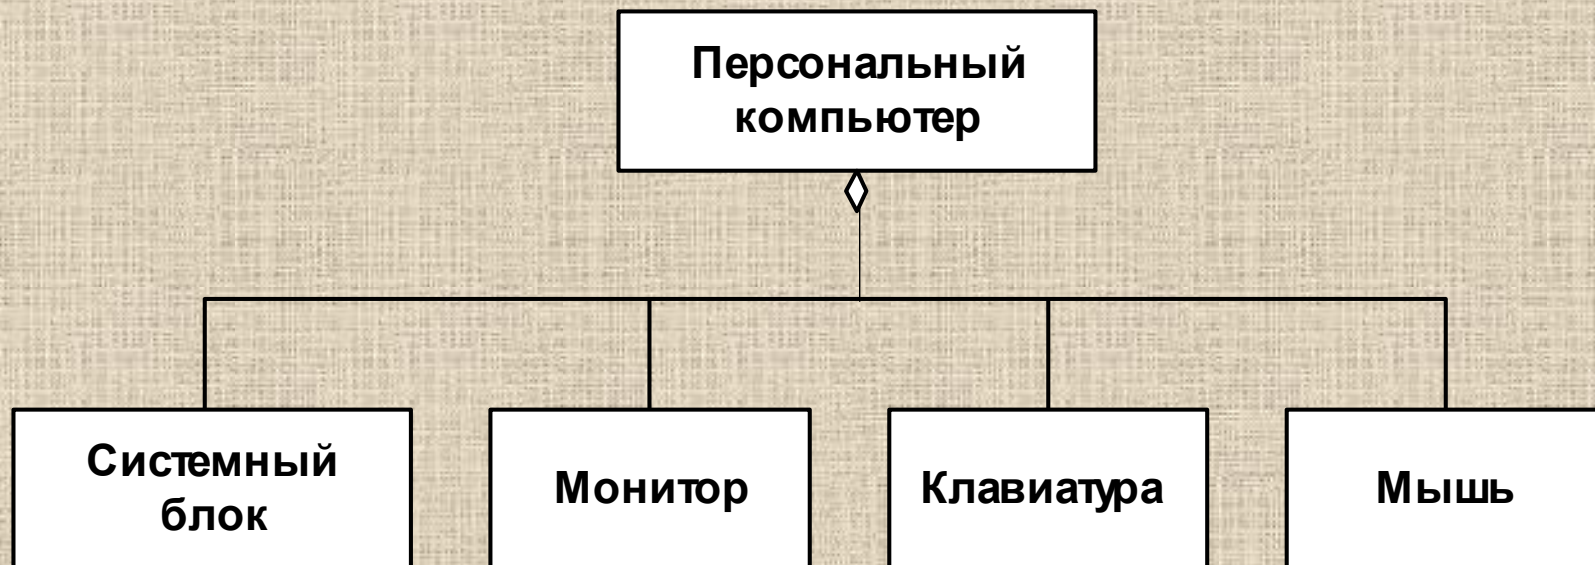 Персональный
компьютер
Системный
блок
Монитор
Клавиатура
Мышь